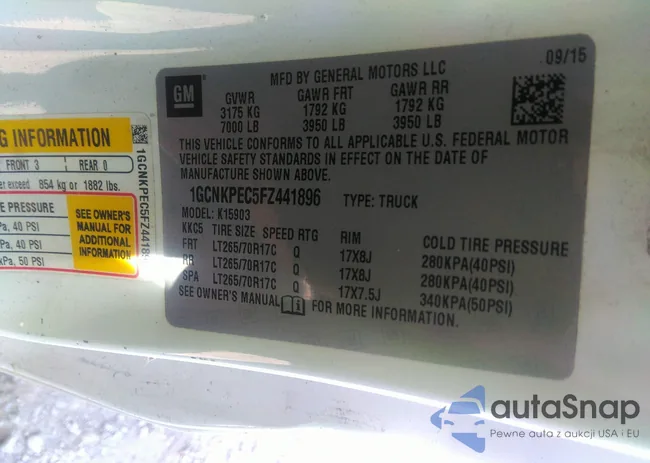 09/15
MFD BY GENERAL MOTORS LLC
GM
GVWR GAWR FRT GAWR RR
3175 KG 1792 KG 1792 KG
7000 LB 3950 LB 3950 LB
THIS VEHICLE CONFORMS TO ALL APPLICABLE U.S. FEDERAL MOTOR
VEHICLE SAFETY STANDARDS IN EFFECT ON THE DATE OF
MANUFACTURE SHOWN ABOVE.
1GCNKPEC5FZ441896 TYPE: TRUCK
MODEL: K15903
KKC5 TIRE SIZE SPEED RTG RIM COLD TIRE PRESSURE
FRT LT265/70R17C Q 17X8J 280KPA(40PSI)
RR LT265/70R17C Q 17X8J 280KPA(40PSI)
SPA LT265/70R17C Q 17X7.5J 340KPA(50PSI)
SEE OWNER'S MANUAL FOR MORE INFORMATION.
G INFORMATION
FRONT 3 REAR 0
exceed 854 kg or 1882 lbs.
E PRESSURE
a, 40 PSI
a, 40 PSI
kPa, 50 PSI
SEE OWNER'S
MANUAL FOR
ADDITIONAL
INFORMATION
1GCNKPEC5FZ44189
autaSnap
Pewne auta z aukcji USA i EU